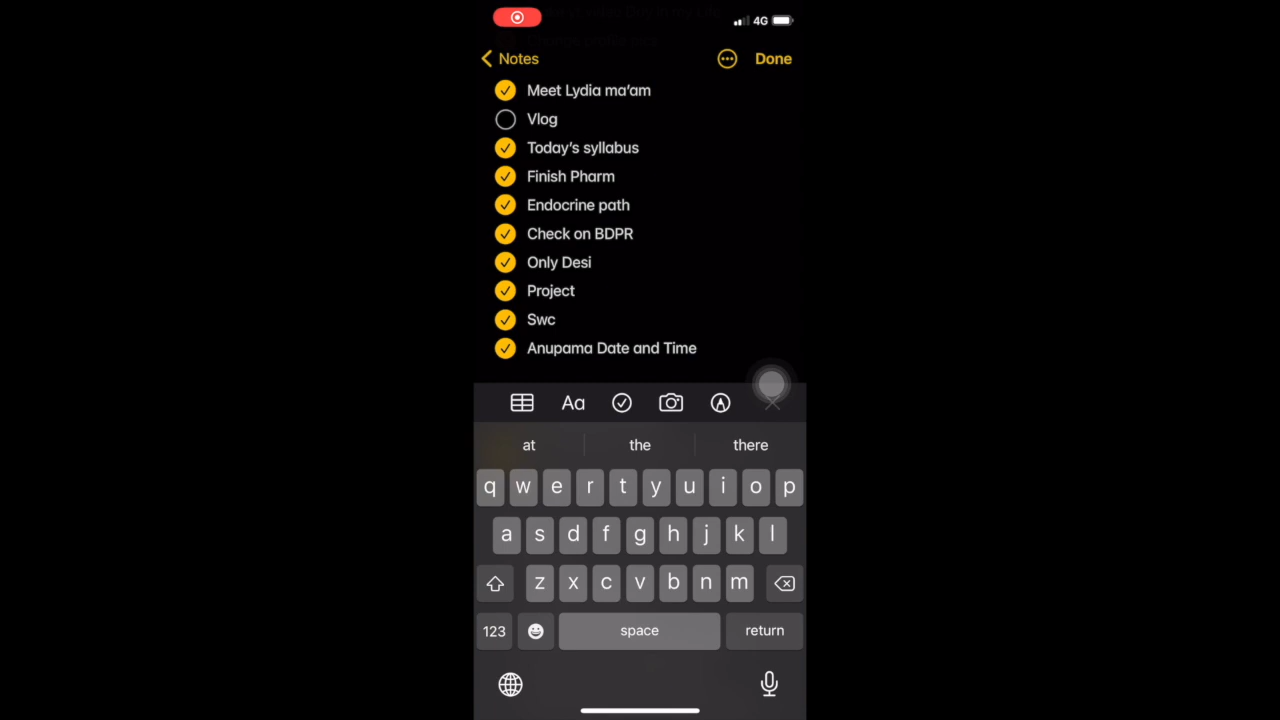 4G
Notes
Done
Meet Lydia ma'am
Vlog
Today's syllabus
Finish Pharm
Endocrine path
Check on BDPR
Only Desi
Project
Swc
Anupama Date and Time
Aa
at the there
q w e r t y u i o p
a s d f g h j k l
z x c v b n m
123 space return